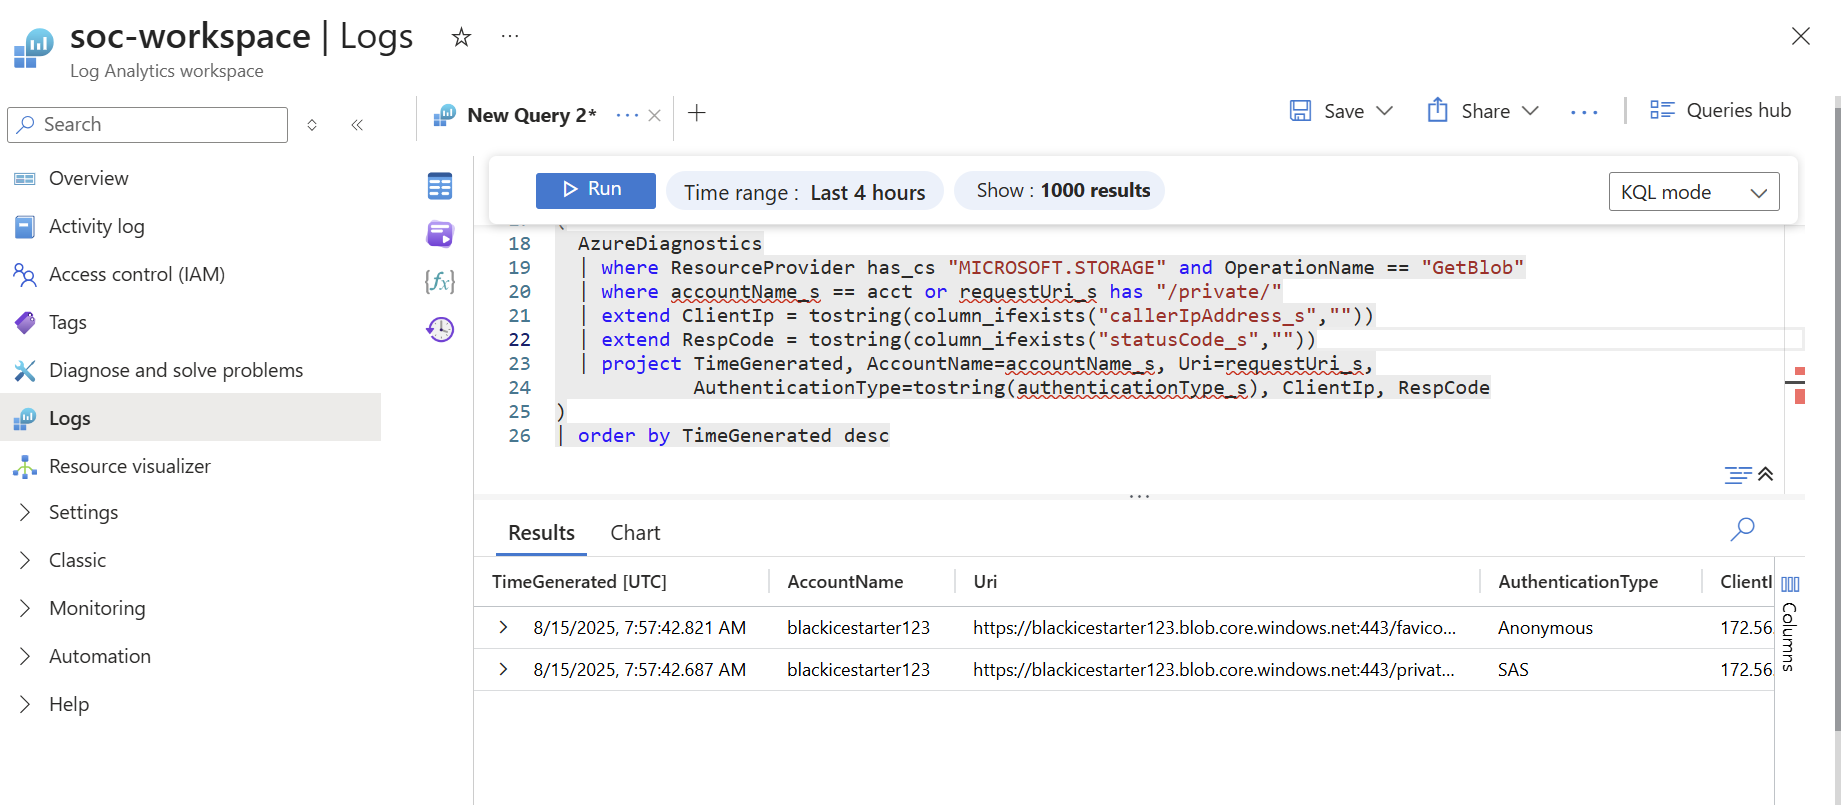 soc-workspace | Logs
Log Analytics workspace
Search
Overview
Activity log
Access control (IAM)
Tags
Diagnose and solve problems
Logs
Resource visualizer
Settings
Classic
Monitoring
Automation
Help
New Query 2*
Save
Share
Queries hub
Run
Time range : Last 4 hours
Show : 1000 results
KQL mode
18 AzureDiagnostics
19 | where ResourceProvider has_cs "MICROSOFT.STORAGE" and OperationName == "GetBlob"
20 | where accountName_s == acct or requestUri_s has "/private/"
21 | extend ClientIp = tostring(column_ifexists("callerIpAddress_s",""))
22 | extend RespCode = tostring(column_ifexists("statusCode_s",""))
23 | project TimeGenerated, AccountName=accountName_s, Uri=requestUri_s,
24 AuthenticationType=tostring(authenticationType_s), ClientIp, RespCode
25 )
26 | order by TimeGenerated desc
Results Chart
TimeGenerated [UTC] AccountName Uri AuthenticationType ClientI
8/15/2025, 7:57:42.821 AM blackicestarter123 https://blackicestarter123.blob.core.windows.net:443/favico... Anonymous 172.56
8/15/2025, 7:57:42.687 AM blackicestarter123 https://blackicestarter123.blob.core.windows.net:443/privat... SAS 172.56
Columns